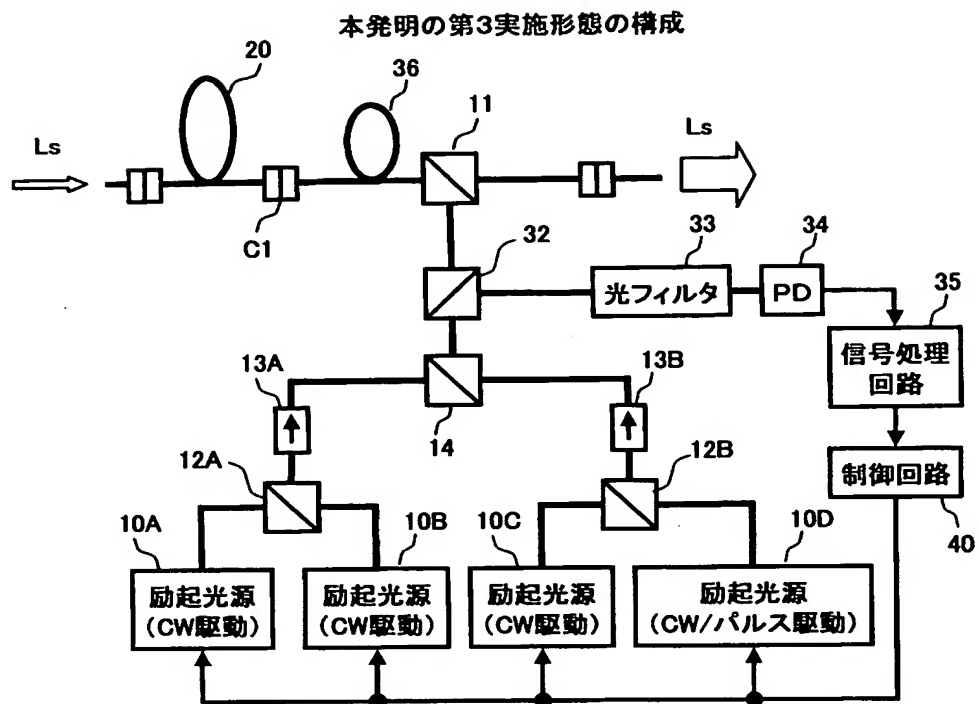 本発明の第3実施形態の構成
20
36
11
Ls
Ls
C1
32
33
34
光フィルタ
PD
35
信号処理
回路
13A
13B
14
12A
12B
制御回路
40
10A
10B
10C
10D
励起光源
(CW駆動)
励起光源
(CW駆動)
励起光源
(CW駆動)
励起光源
(CW/パルス駆動)